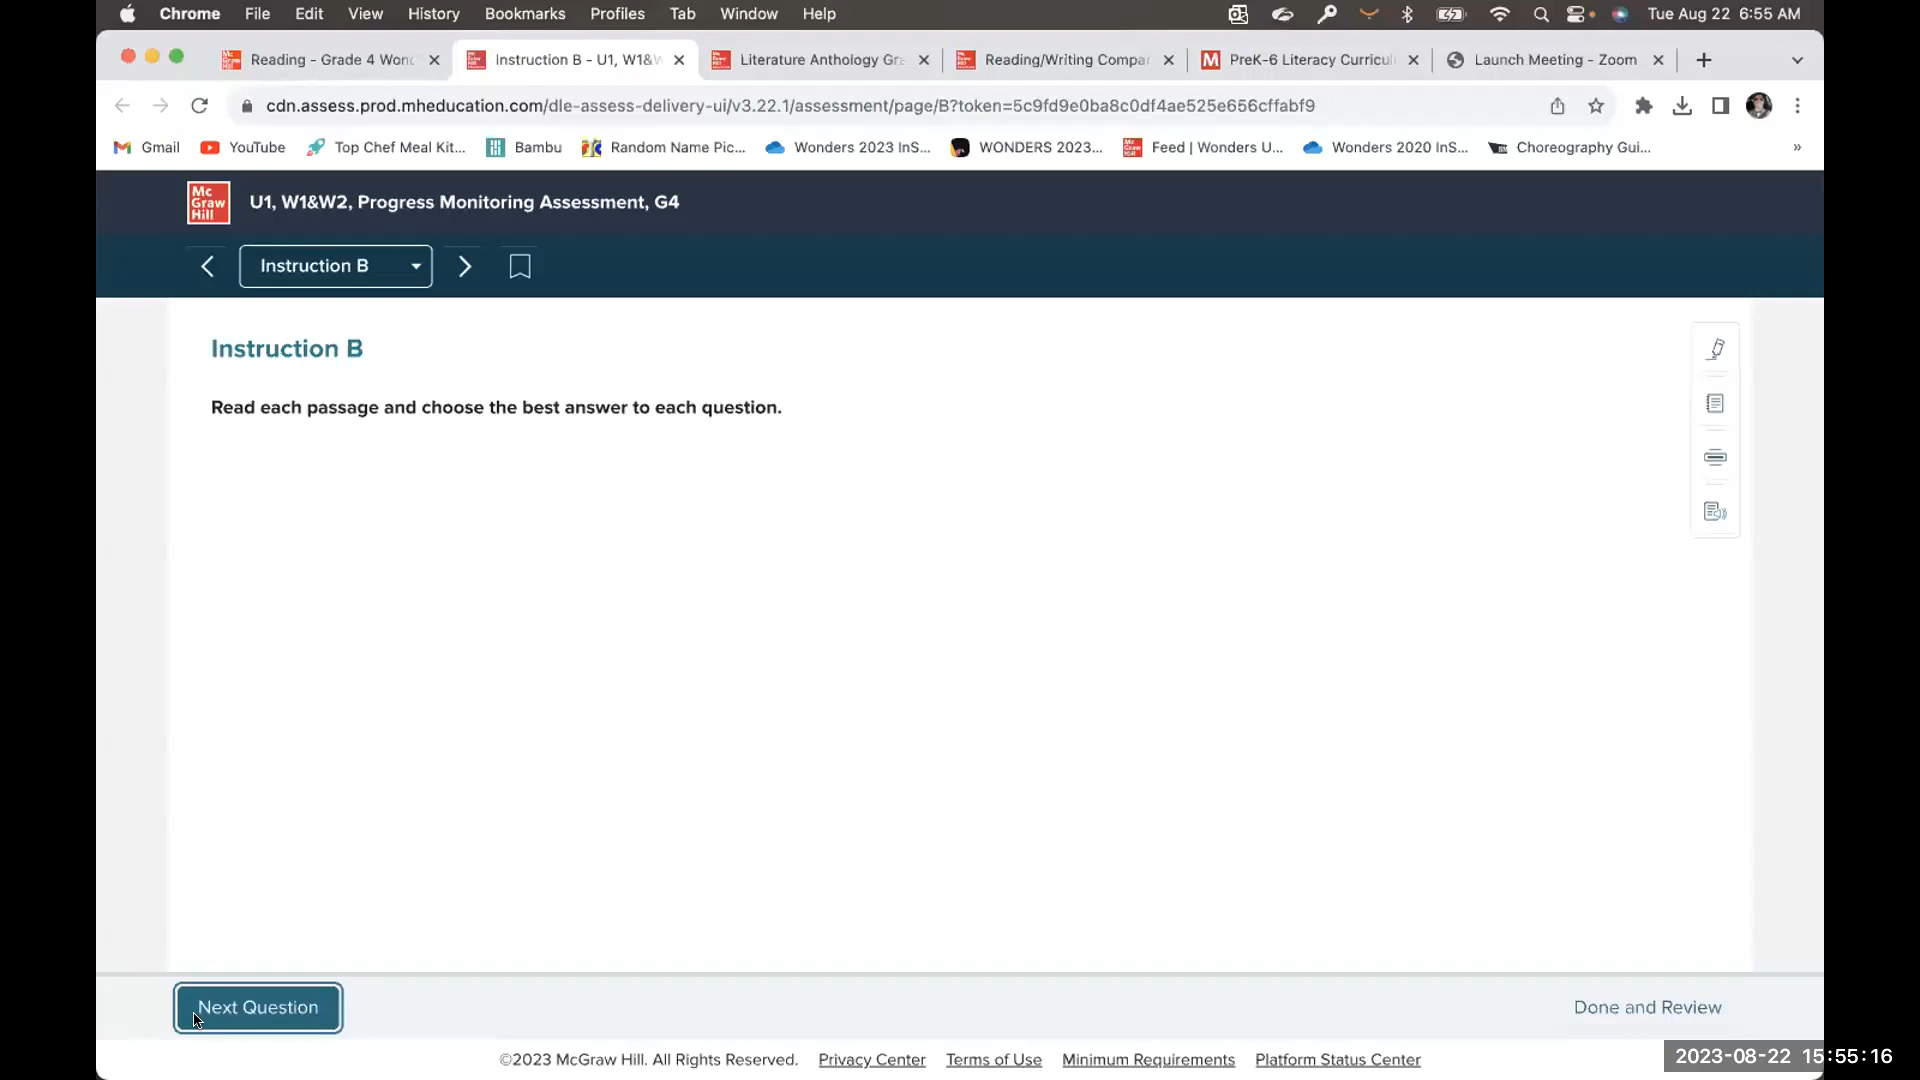 Chrome File Edit View History Bookmarks Profiles Tab Window Help Tue Aug 22 6:55 AM
Reading - Grade 4 Wonc Instruction B - U1, W1&W Literature Anthology Gr Reading/Writing Compa PreK-6 Literacy Curricul Launch Meeting - Zoom
cdn.assess.prod.mheducation.com/dle-assess-delivery-ui/v3.22.1/assessment/page/B?token=5c9fd9e0ba8c0df4ae525e656cffabf9
Gmail YouTube Top Chef Meal Kit... Bambu Random Name Pic... Wonders 2023 InS... WONDERS 2023... Feed | Wonders U... Wonders 2020 InS... Choreography Gui... »
Mc
Graw
Hill
U1, W1&W2, Progress Monitoring Assessment, G4
Instruction B
Instruction B
Read each passage and choose the best answer to each question.
Next Question Done and Review
©2023 McGraw Hill. All Rights Reserved. Privacy Center Terms of Use Minimum Requirements Platform Status Center
2023-08-22 15:55:16